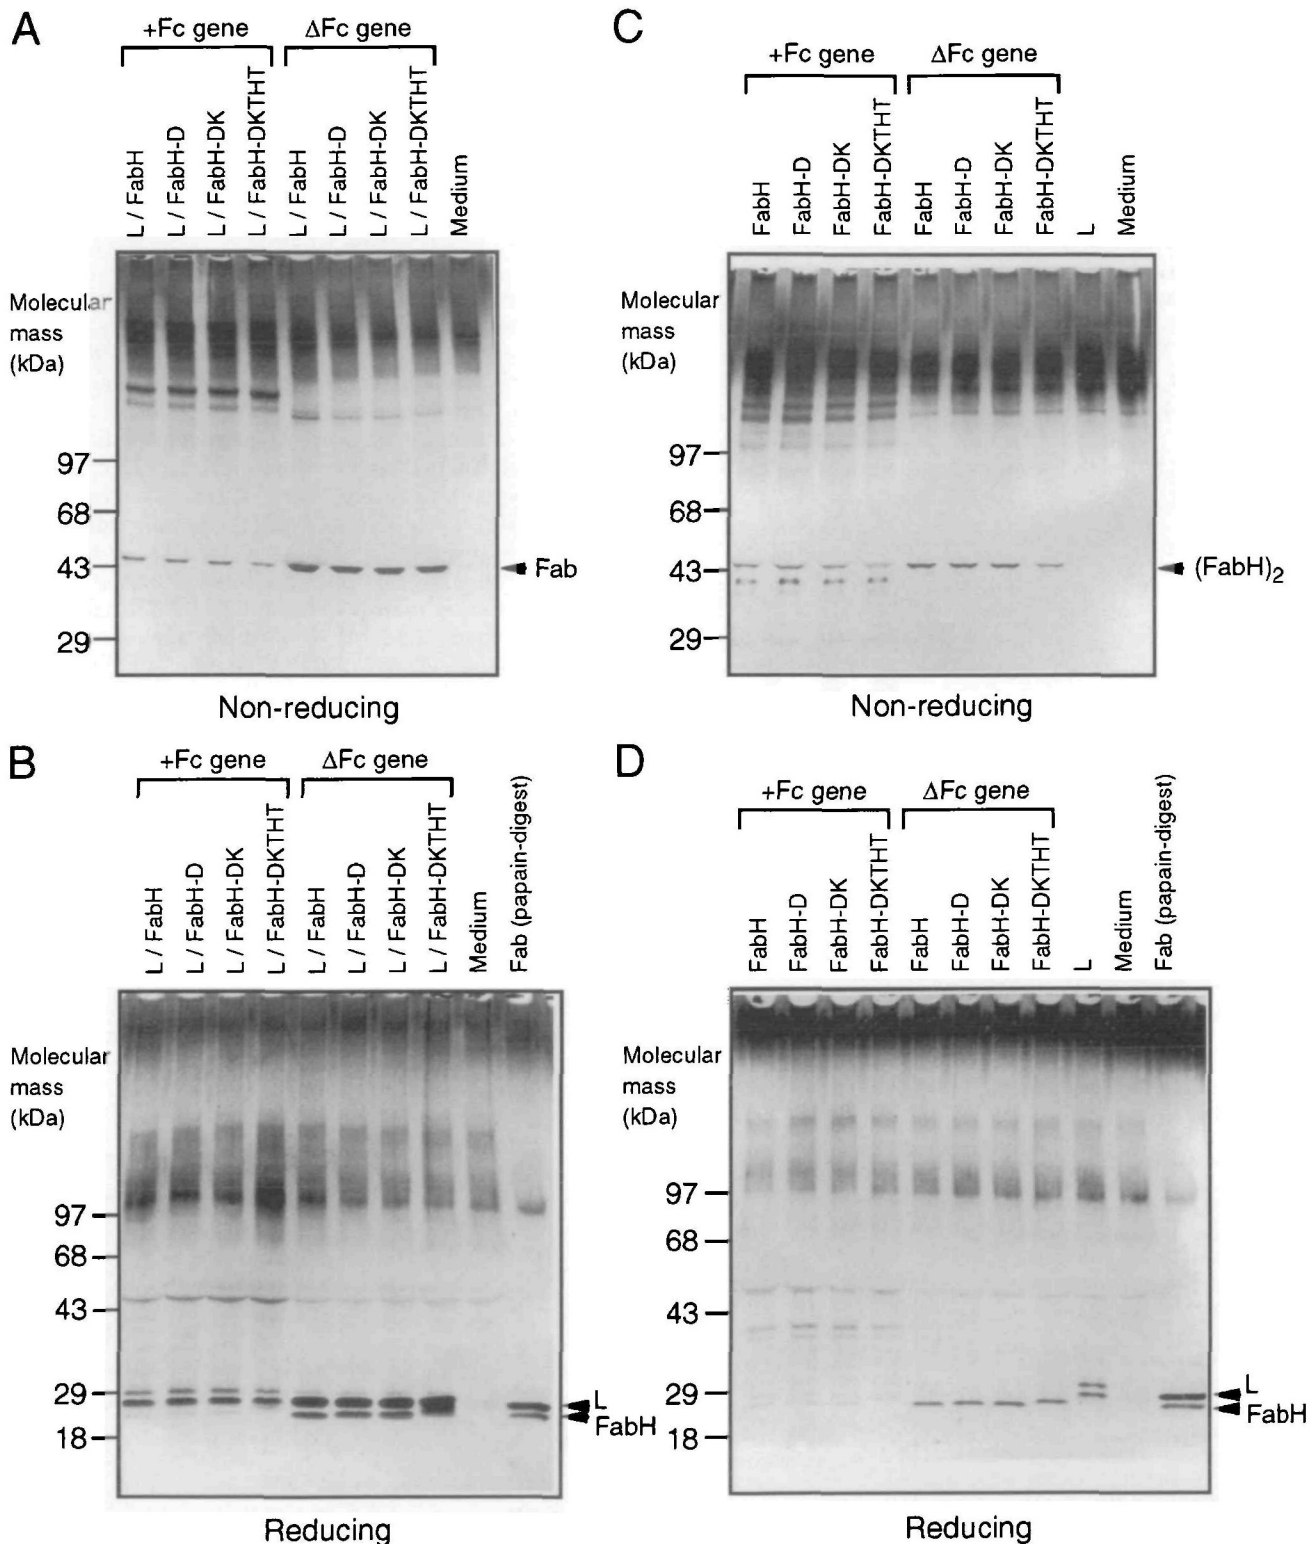 A
+Fc gene
ΔFc gene
L / FabH
L / FabH-D
L / FabH-DK
L / FabH-DKTHT
L / FabH
L / FabH-D
L / FabH-DK
L / FabH-DKTHT
Medium
Molecular
mass
(kDa)
97
68
43
29
Fab
Non-reducing
C
+Fc gene
ΔFc gene
FabH
FabH-D
FabH-DK
FabH-DKTHT
FabH
FabH-D
FabH-DK
FabH-DKTHT
L
Medium
Molecular
mass
(kDa)
97
68
43
29
(FabH)2
Non-reducing
B
+Fc gene
ΔFc gene
L / FabH
L / FabH-D
L / FabH-DK
L / FabH-DKTHT
L / FabH
L / FabH-D
L / FabH-DK
L / FabH-DKTHT
Medium
Fab (papain-digest)
Molecular
mass
(kDa)
97
68
43
29
18
L
FabH
Reducing
D
+Fc gene
ΔFc gene
FabH
FabH-D
FabH-DK
FabH-DKTHT
FabH
FabH-D
FabH-DK
FabH-DKTHT
L
Medium
Fab (papain-digest)
Molecular
mass
(kDa)
97
68
43
29
18
L
FabH
Reducing